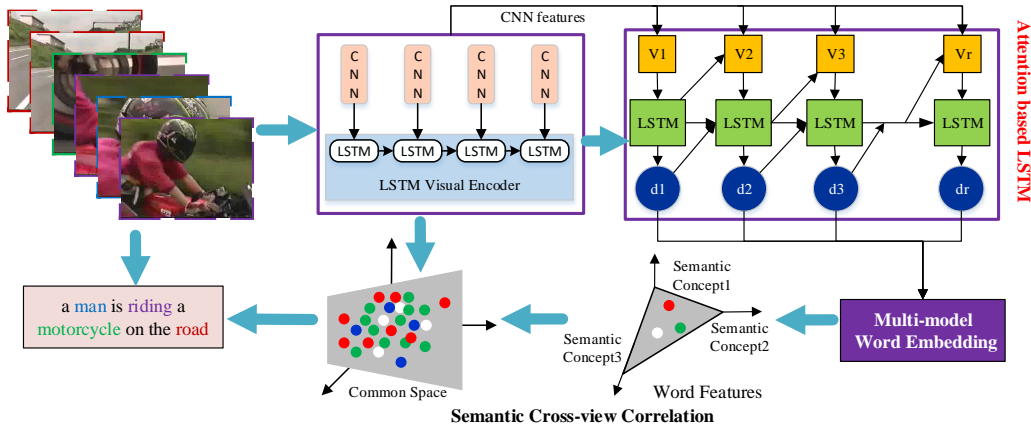 CNN features
C
N
N
C
N
N
C
N
N
C
N
N
LSTM
LSTM
LSTM
LSTM
LSTM Visual Encoder
V1
V2
V3
Vr
LSTM
LSTM
LSTM
LSTM
d1
d2
d3
dr
Attention based LSTM
a man is riding a
motorcycle on the road
Common Space
Semantic
Concept1
Semantic
Concept2
Semantic
Concept3
Word Features
Multi-model
Word Embedding
Semantic Cross-view Correlation